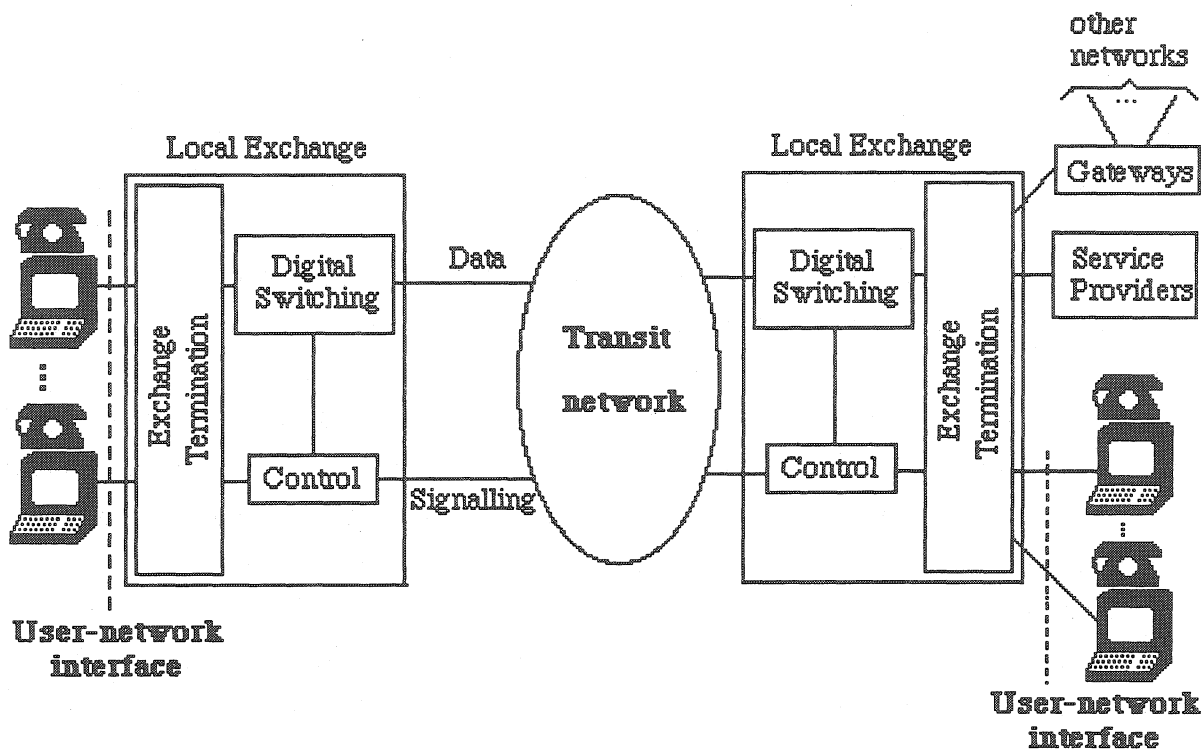 other
networks
...
Local Exchange
Local Exchange
Gateways
Exchange
Termination
Digital
Switching
Data
Transit
network
Digital
Switching
Exchange
Termination
Service
Providers
...
Control
Signalling
Control
...
User-network
interface
User-network
interface